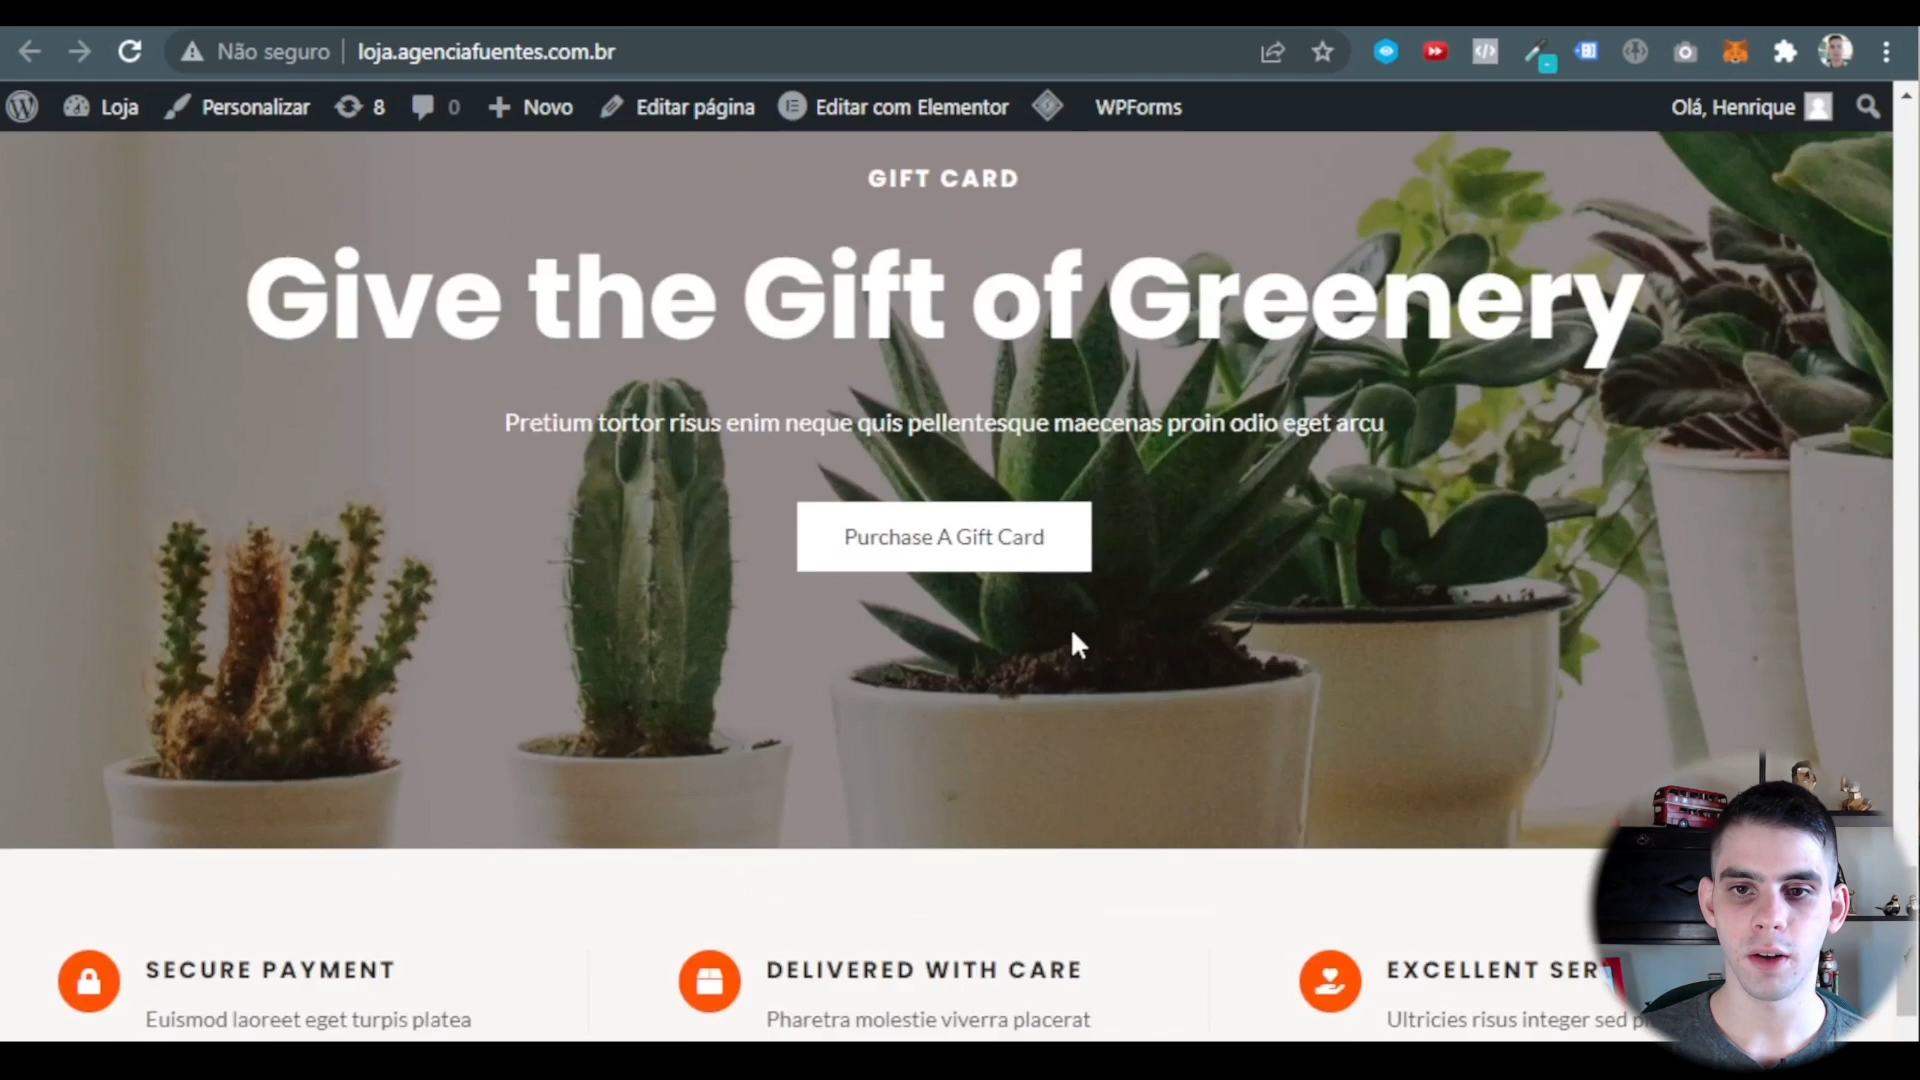 Não seguro
loja.agenciafuentes.com.br
Loja
Personalizar
8
0
Novo
Editar página
Editar com Elementor
WPForms
Olá, Henrique
GIFT CARD
Give the Gift of Greenery
Pretium tortor risus enim neque quis pellentesque maecenas proin odio eget arcu
Purchase A Gift Card
SECURE PAYMENT
Euismod laoreet eget turpis platea
DELIVERED WITH CARE
Pharetra molestie viverra placerat
EXCELLENT SER
Ultricies risus integer sed